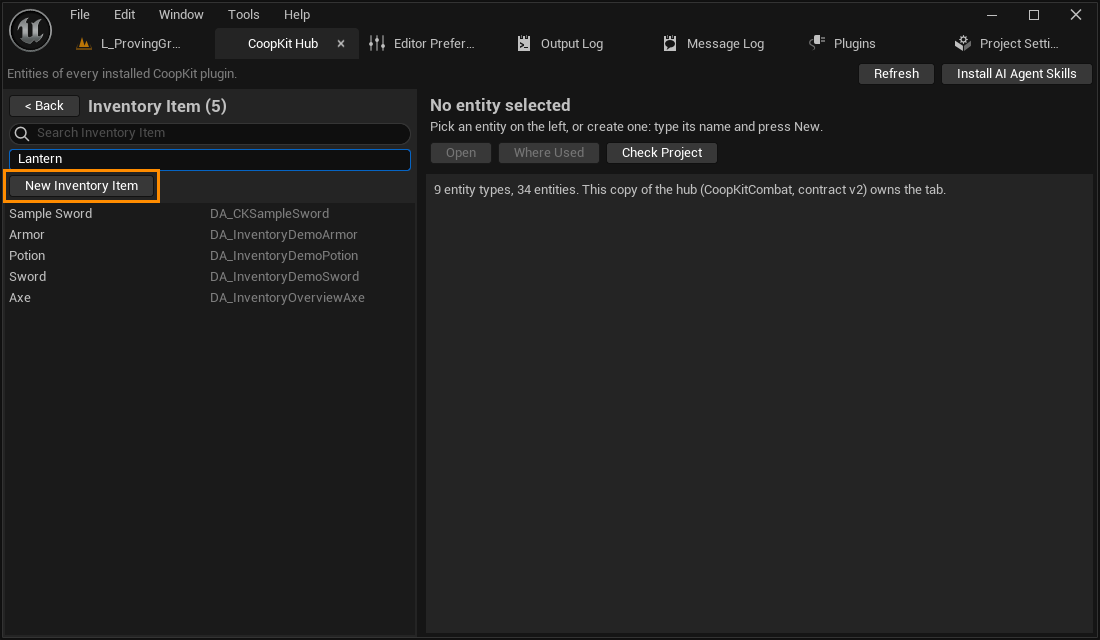 File Edit Window Tools Help
L_ProvingGr... CoopKit Hub × Editor Prefer... Output Log Message Log Plugins Project Setti...
Entities of every installed CoopKit plugin. Refresh Install AI Agent Skills
< Back Inventory Item (5)
Search Inventory Item
Lantern
New Inventory Item
Sample Sword DA_CKSampleSword
Armor DA_InventoryDemoArmor
Potion DA_InventoryDemoPotion
Sword DA_InventoryDemoSword
Axe DA_InventoryOverviewAxe
No entity selected
Pick an entity on the left, or create one: type its name and press New.
Open Where Used Check Project
9 entity types, 34 entities. This copy of the hub (CoopKitCombat, contract v2) owns the tab.